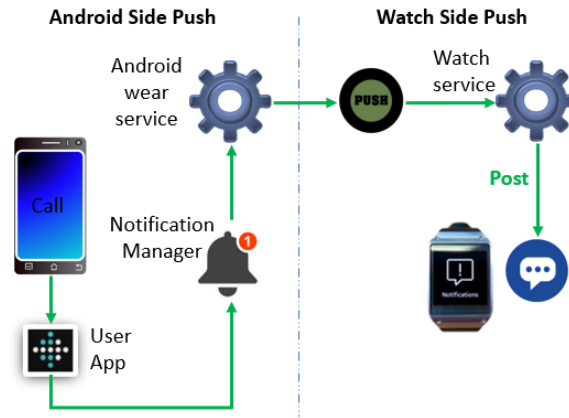 Android Side Push
Watch Side Push
Android
wear
service
PUSH
Watch
service
Call
Notification
Manager
1
Post
Notifications
User
App